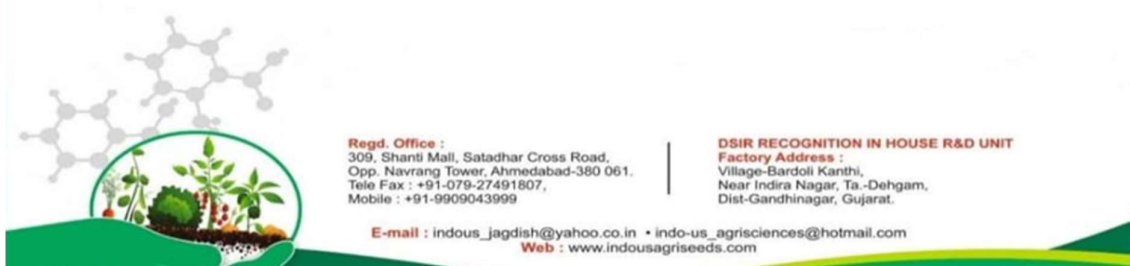 Regd. Office :
309, Shanti Mall, Satadhar Cross Road,
Opp. Navrang Tower, Ahmedabad-380 061.
Tele Fax : +91-079-27491807,
Mobile : +91-9909043999
DSIR RECOGNITION IN HOUSE R&D UNIT
Factory Address :
Village-Bardoli Kanthi,
Near Indira Nagar, Ta.-Dehgam,
Dist-Gandhinagar, Gujarat.
E-mail : indous_jagdish@yahoo.co.in • indo-us_agrisciences@hotmail.com
Web : www.indousagriseeds.com